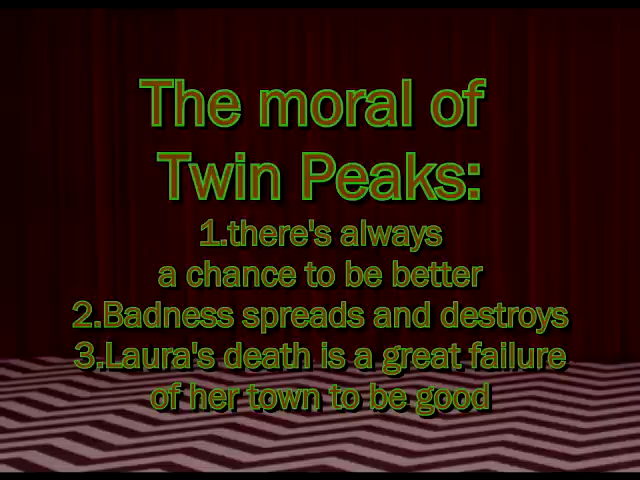 The moral of
Twin Peaks:
1.there's always
a chance to be better
2.Badness spreads and destroys
3.Laura's death is a great failure
of her town to be good